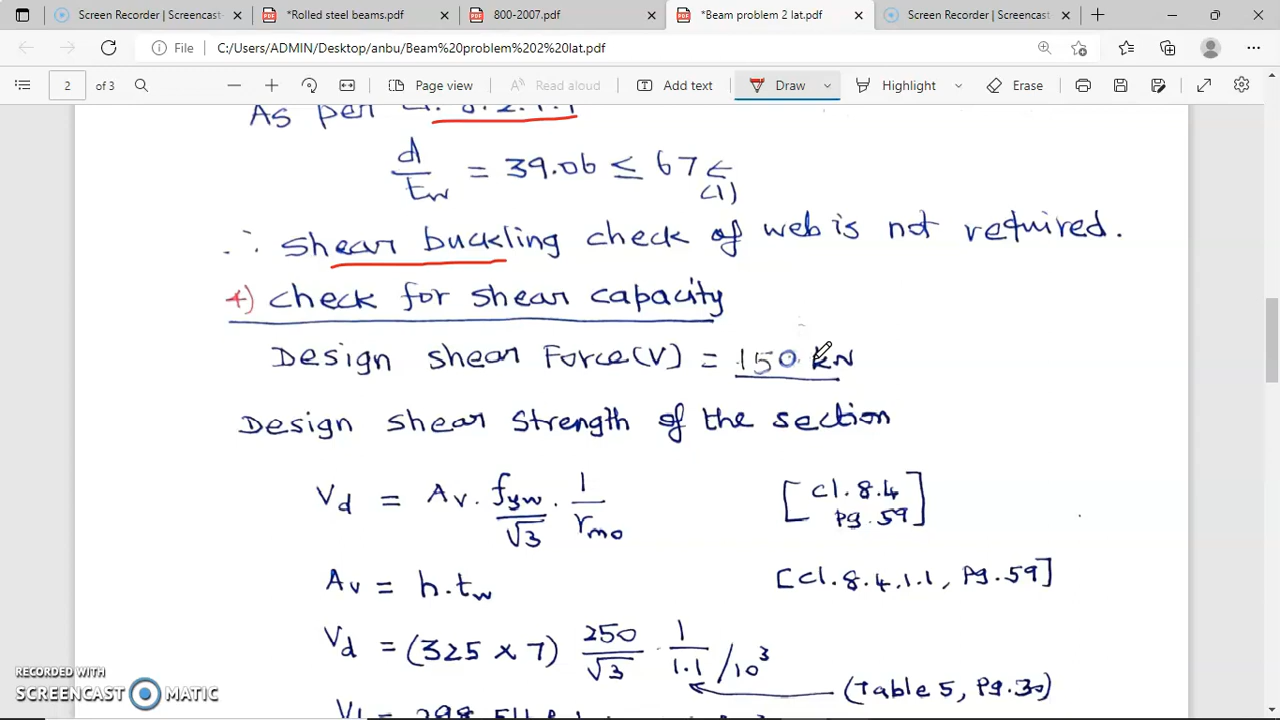 Screen Recorder | Screencast-
*Rolled steel beams.pdf
800-2007.pdf
*Beam problem 2 lat.pdf
Screen Recorder | Screencast-
File C:/Users/ADMIN/Desktop/anbu/Beam%20problem%202%20lat.pdf
2 of 3
Page view
Read aloud
Add text
Draw
Highlight
Erase
As per
d/tw = 39.06 ≤ 67 ε
(1)
∴ shear buckling check of web is not required.
4) check for shear capacity
Design shear Force (V) = 150 kN
Design shear strength of the section
Vd = Av . fyw/√3 . 1/γmo [cl. 8.4 Pg. 59]
Av = h.tw [cl. 8.4.1.1, Pg. 59]
Vd = (325 x 7) 250/√3 . 1/1.1 /10³
(Table 5, Pg. 30)
RECORDED WITH
SCREENCAST MATIC